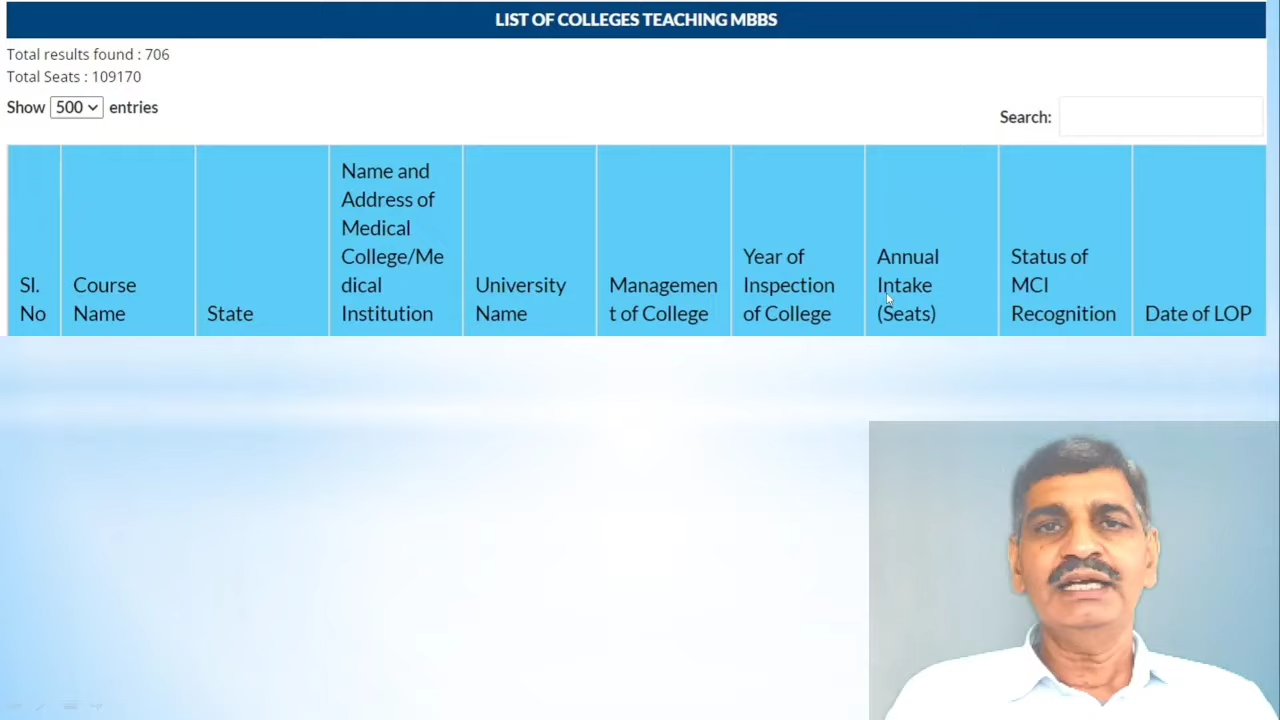 LIST OF COLLEGES TEACHING MBBS
Total results found : 706
Total Seats : 109170
Show 500 entries
Search:
Sl.
No
Course
Name
State
Name and
Address of
Medical
College/Me
dical
Institution
University
Name
Managemen
t of College
Year of
Inspection
of College
Annual
Intake
(Seats)
Status of
MCI
Recognition
Date of LOP